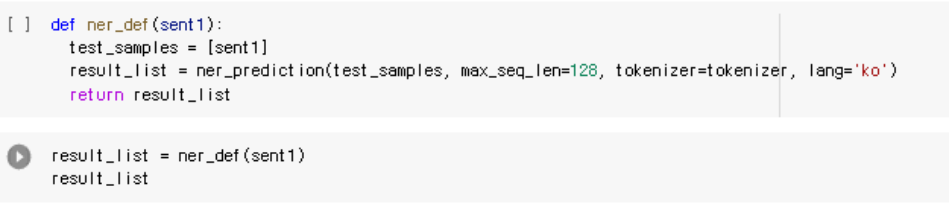 [ ] def ner_def(sent1):
test_samples = [sent1]
result_list = ner_prediction(test_samples, max_seq_len=128, tokenizer=tokenizer, lang='ko')
return result_list
result_list = ner_def(sent1)
result_list